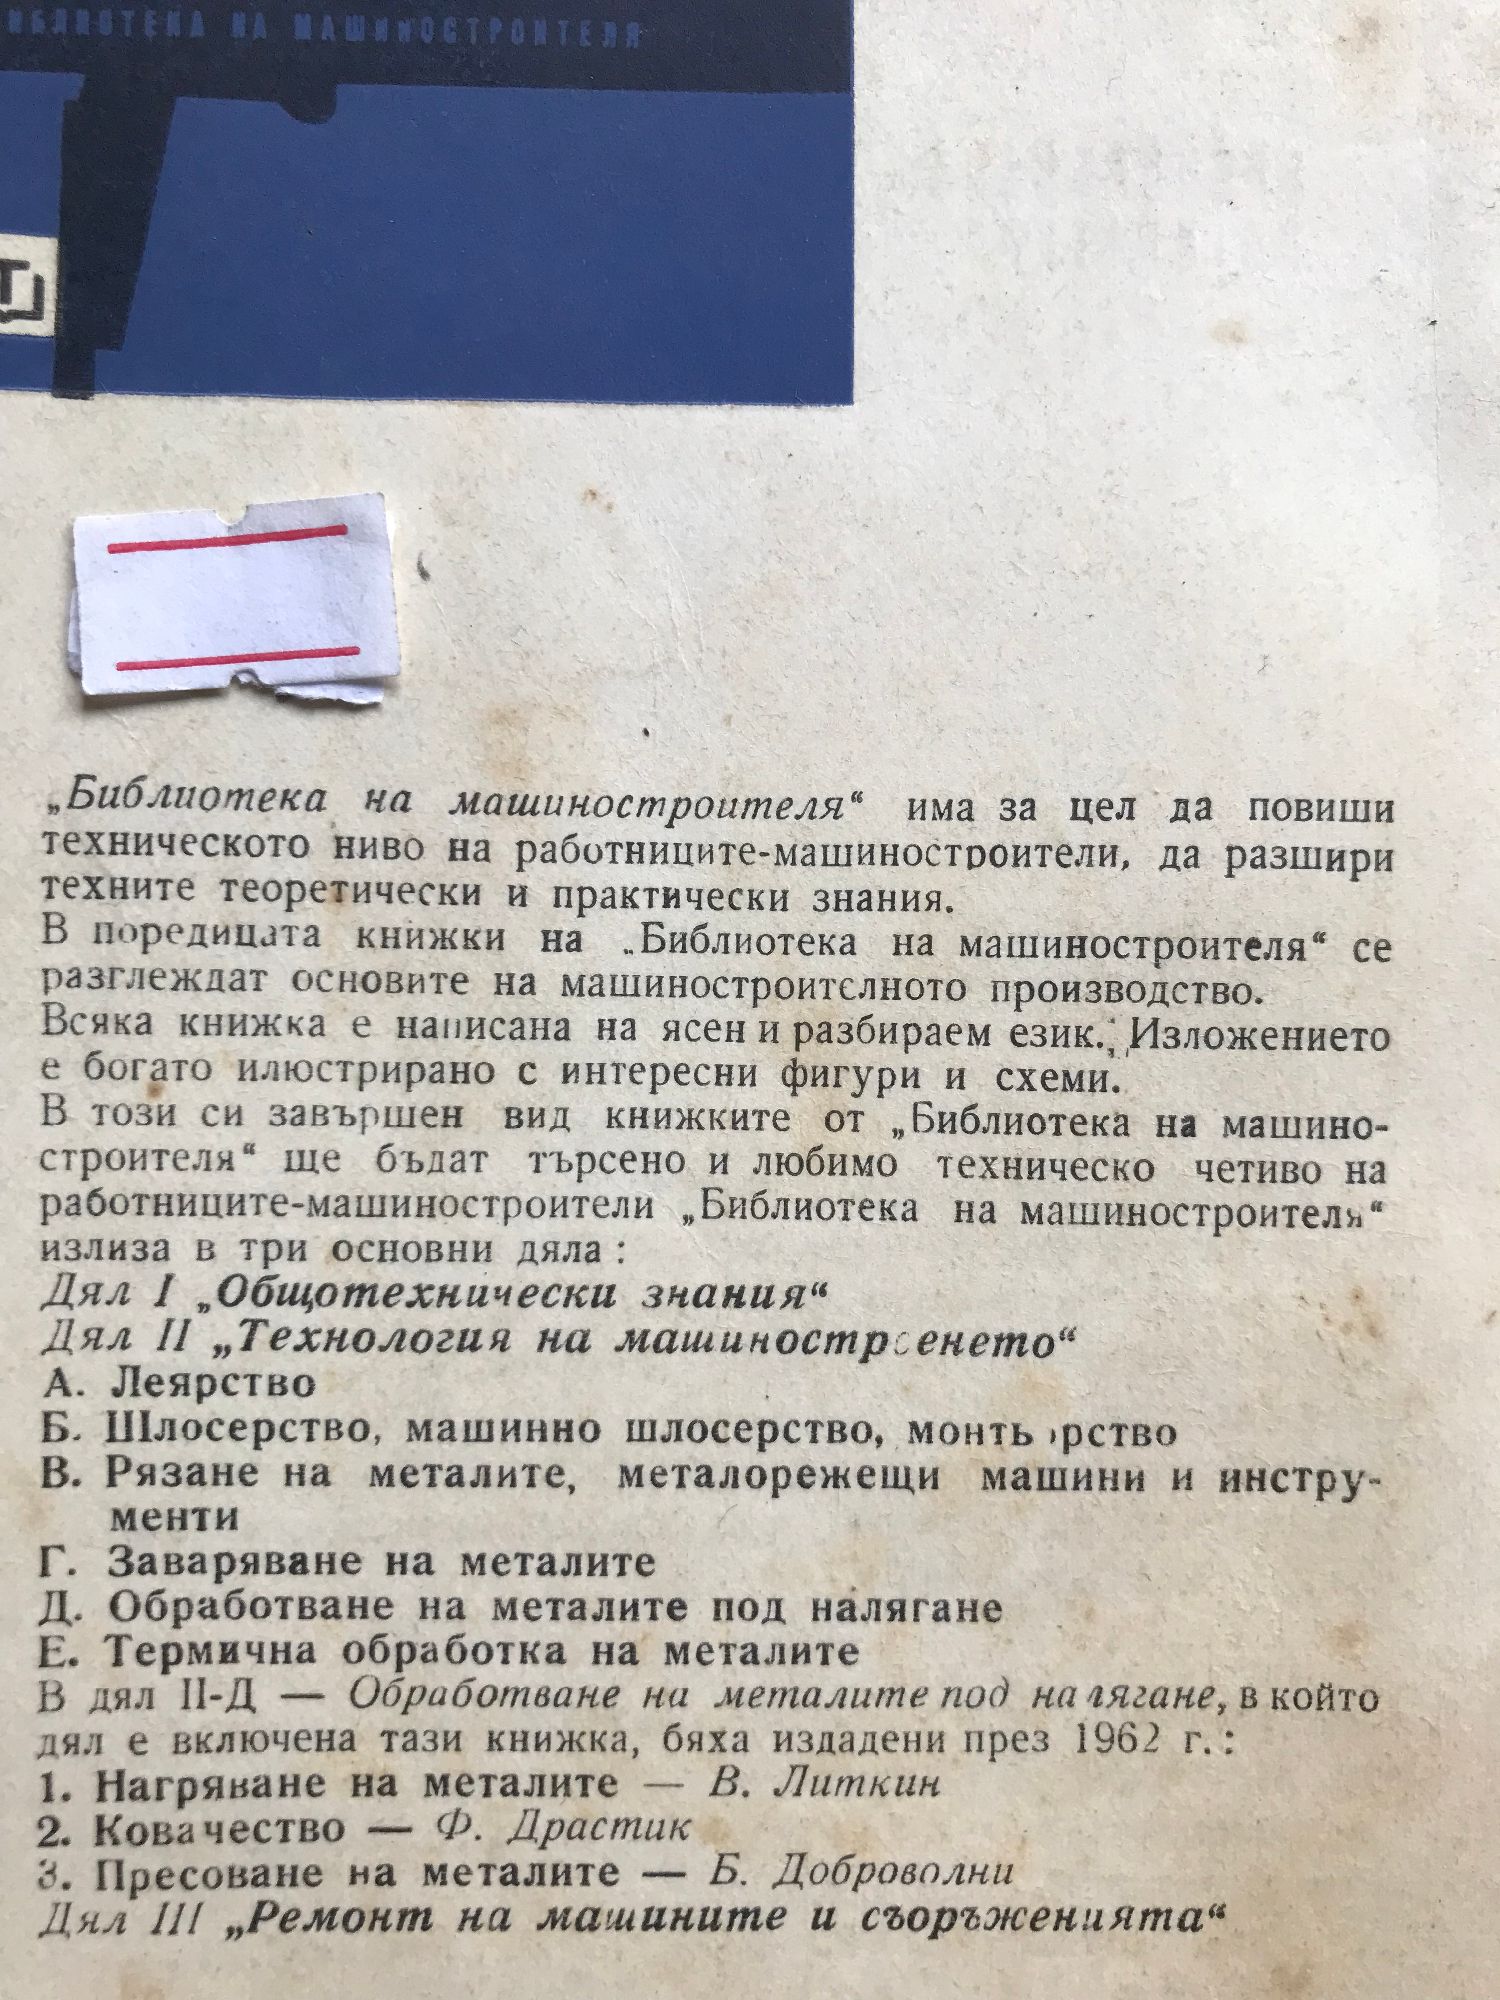 БИБЛИОТЕКА НА МАШИНОСТРОИТЕЛЯ
Т
„Библиотека на машиностроителя“ има за цел да повиши
техническото ниво на работниците-машиностроители, да разшири
техните теоретически и практически знания.
В поредицата книжки на „Библиотека на машиностроителя“ се
разглеждат основите на машиностроителното производство.
Всяка книжка е написана на ясен и разбираем език. Изложението
е богато илюстрирано с интересни фигури и схеми.
В този си завършен вид книжките от „Библиотека на машино-
строителя“ ще бъдат търсено и любимо техническо четиво на
работниците-машиностроители „Библиотека на машиностроителя“
излиза в три основни дяла:
Дял I „Общотехнически знания“
Дял II „Технология на машиностроенето“
А. Леярство
Б. Шлосерство, машинно шлосерство, монтьорство
В. Рязане на металите, металорежещи машини и инстру-
менти
Г. Заваряване на металите
Д. Обработване на металите под налягане
Е. Термична обработка на металите
В дял II-Д — Обработване на металите под налягане, в който
дял е включена тази книжка, бяха издадени през 1962 г.:
1. Нагряване на металите — В. Литкин
2. Ковачество — Ф. Драстик
3. Пресоване на металите — Б. Доброволни
Дял III „Ремонт на машините и съоръженията“